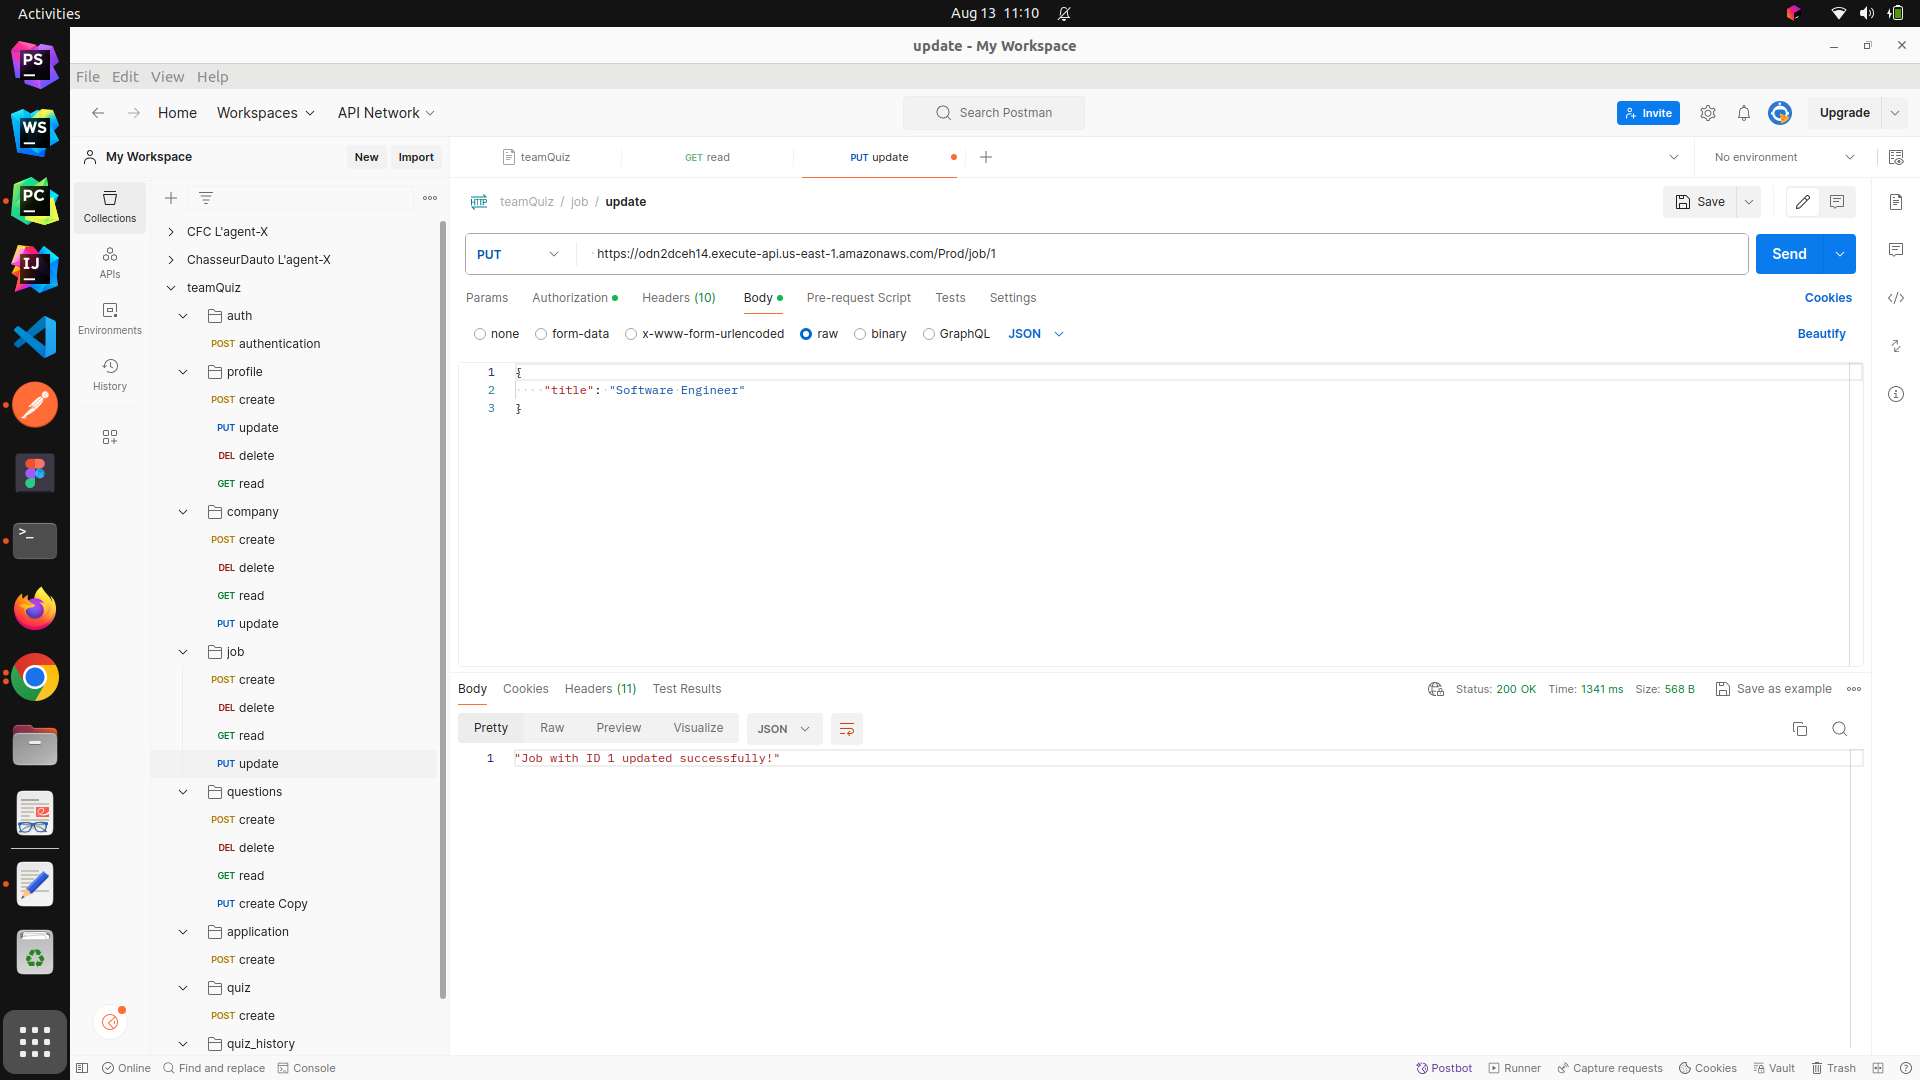 Activities
Aug 13 11:10
update - My Workspace
File Edit View Help
Home Workspaces API Network
Search Postman
Invite
Upgrade
My Workspace
New Import
teamQuiz
GET read
PUT update
No environment
Collections
APIs
Environments
History
CFC L'agent-X
ChasseurDauto L'agent-X
teamQuiz
auth
POST authentication
profile
POST create
PUT update
DEL delete
GET read
company
POST create
DEL delete
GET read
PUT update
job
POST create
DEL delete
GET read
PUT update
questions
POST create
DEL delete
GET read
PUT create Copy
application
POST create
quiz
POST create
quiz_history
HTTP teamQuiz / job / update
Save
PUT https://odn2dceh14.execute-api.us-east-1.amazonaws.com/Prod/job/1
Send
Params Authorization Headers (10) Body Pre-request Script Tests Settings
Cookies
none form-data x-www-form-urlencoded raw binary GraphQL JSON
Beautify
1 {
2 "title": "Software Engineer"
3 }
Body Cookies Headers (11) Test Results
Status: 200 OK Time: 1341 ms Size: 568 B Save as example
Pretty Raw Preview Visualize JSON
1 "Job with ID 1 updated successfully!"
Online Find and replace Console
Postbot Runner Capture requests Cookies Vault Trash
PS
WS
PC
IJ